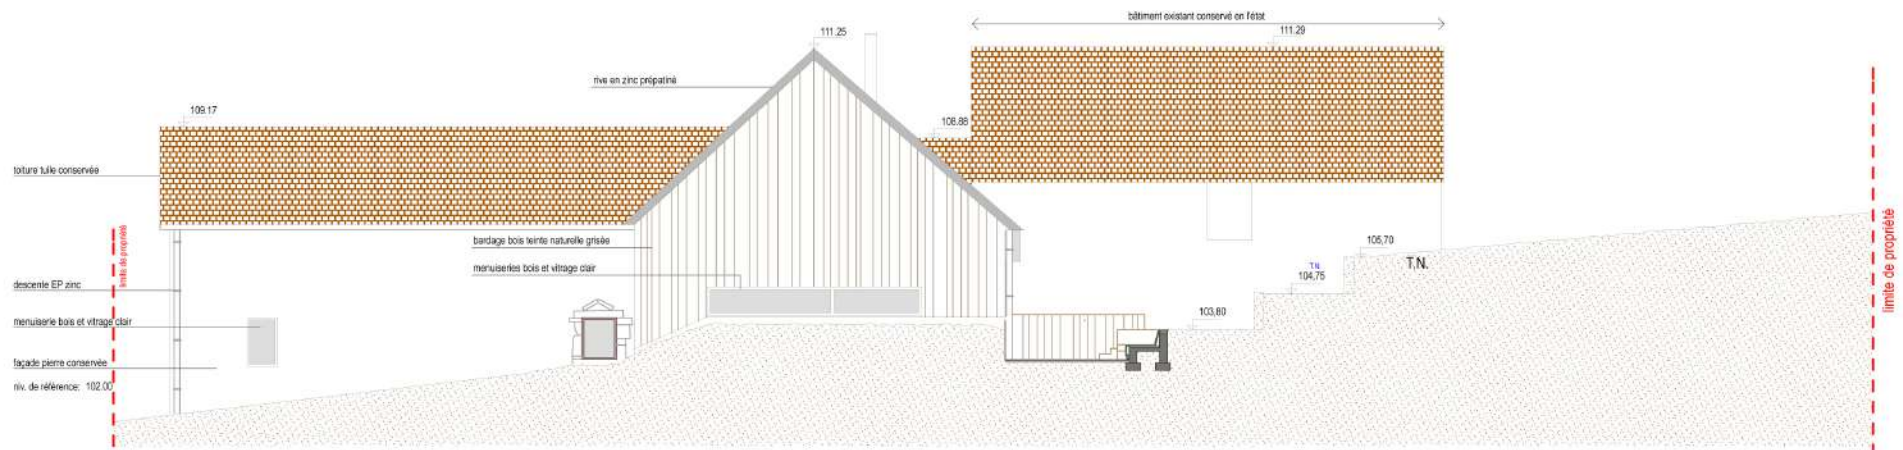 bâtiment existant conservé en l'état
111.25
111.29
rive en zinc prépatiné
109.17
108.88
toiture tuile conservée
limite de propriété
limite de propriété
bardage bois teinte naturelle grisée
105,70
T.N.
T.N.
menuiseries bois et vitrage clair
104,75
descente EP zinc
103,80
menuiserie bois et vitrage clair
façade pierre conservée
niv. de référence: 102.00